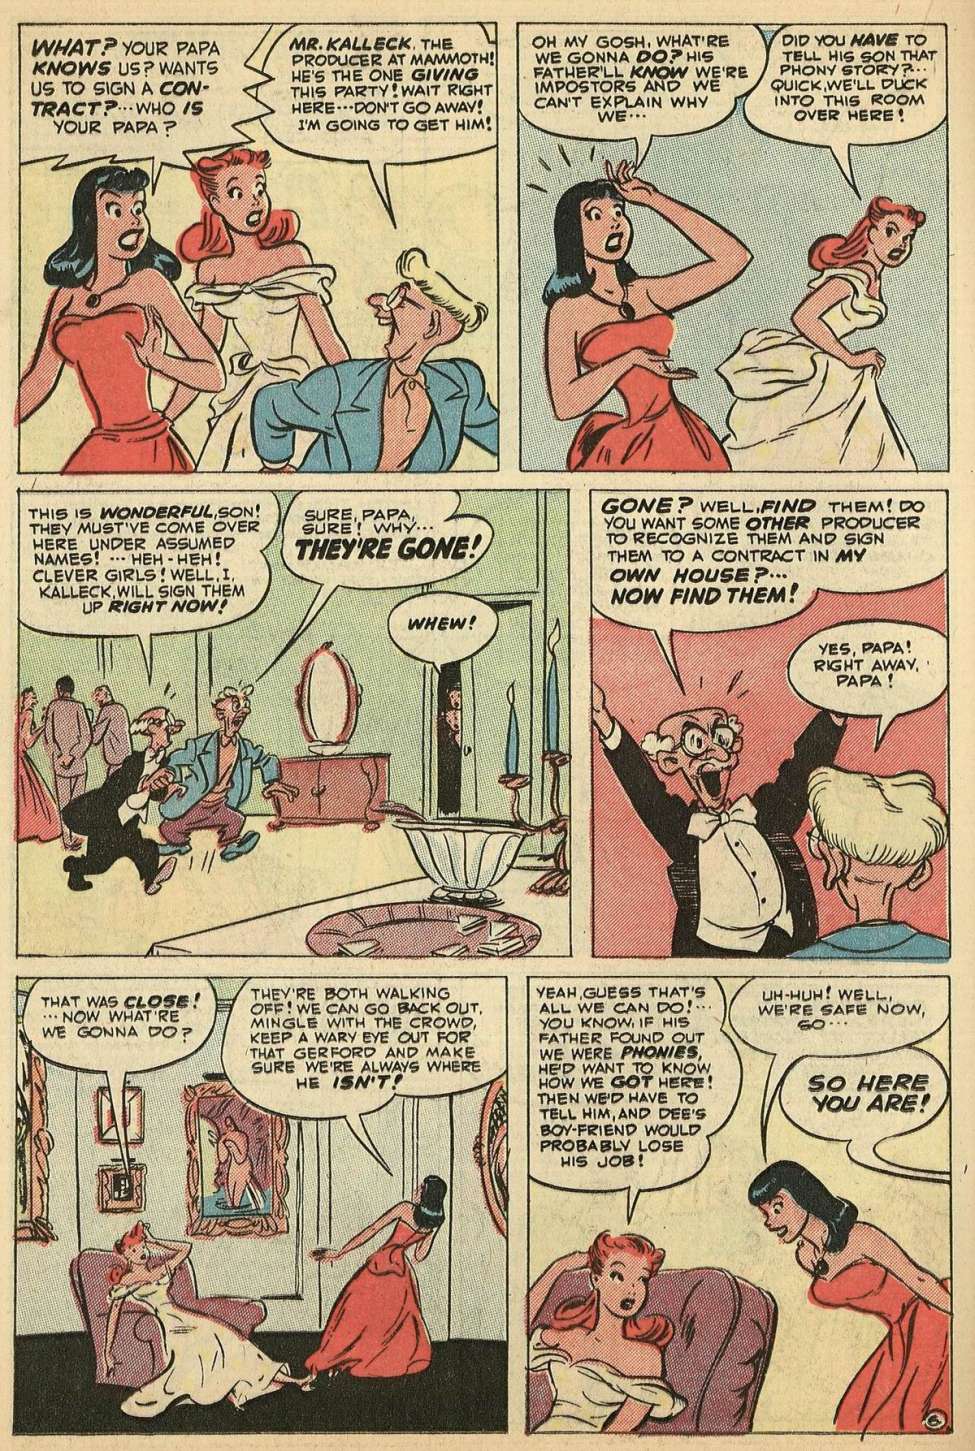 WHAT? YOUR PAPA
KNOWS US? WANTS
US TO SIGN A CON-
TRACT?...WHO IS
YOUR PAPA?
MR. KALLECK, THE
PRODUCER AT MAMMOTH!
HE'S THE ONE GIVING
THIS PARTY! WAIT RIGHT
HERE...DON'T GO AWAY!
I'M GOING TO GET HIM!
OH MY GOSH, WHAT'RE
WE GONNA DO? HIS
FATHER'LL KNOW WE'RE
IMPOSTORS AND WE
CAN'T EXPLAIN WHY
WE...
DID YOU HAVE TO
TELL HIS SON THAT
PHONY STORY?...
QUICK, WE'LL DUCK
INTO THIS ROOM
OVER HERE!
THIS IS WONDERFUL, SON!
THEY MUST'VE COME OVER
HERE UNDER ASSUMED
NAMES! ...HEH-HEH!
CLEVER GIRLS! WELL, I,
KALLECK, WILL SIGN THEM
UP RIGHT NOW!
SURE, PAPA,
SURE! WHY...
THEY'RE GONE!
WHEW!
GONE? WELL, FIND THEM! DO
YOU WANT SOME OTHER PRODUCER
TO RECOGNIZE THEM AND SIGN
THEM TO A CONTRACT IN MY
OWN HOUSE?...
NOW FIND THEM!
YES, PAPA!
RIGHT AWAY,
PAPA!
THAT WAS CLOSE!
...NOW WHAT'RE
WE GONNA DO?
THEY'RE BOTH WALKING
OFF! WE CAN GO BACK OUT,
MINGLE WITH THE CROWD,
KEEP A WARY EYE OUT FOR
THAT GERFORD AND MAKE
SURE WE'RE ALWAYS WHERE
HE ISN'T!
YEAH, GUESS THAT'S
ALL WE CAN DO!...
YOU KNOW, IF HIS
FATHER FOUND OUT
WE WERE PHONIES,
HE'D WANT TO KNOW
HOW WE GOT HERE!
THEN WE'D HAVE TO
TELL HIM, AND DEE'S
BOY-FRIEND WOULD
PROBABLY LOSE
HIS JOB!
UH-HUH! WELL,
WE'RE SAFE NOW,
SO...
SO HERE
YOU ARE!
6